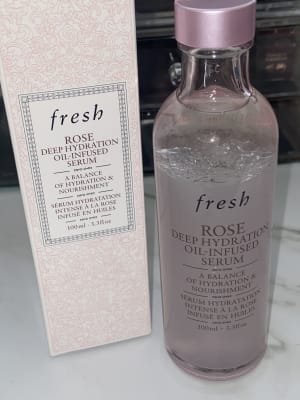 fresh
ROSE
DEEP HYDRATION
OIL-INFUSED
SERUM
A BALANCE
OF HYDRATION &
NOURISHMENT
SÉRUM HYDRATATION
INTENSE À LA ROSE
INFUSÉ EN HUILES
100ml · 3.3fl oz
fresh
ROSE
DEEP HYDRATION
OIL-INFUSED
SERUM
A BALANCE
OF HYDRATION &
NOURISHMENT
SÉRUM HYDRATATION
INTENSE À LA ROSE
INFUSÉ EN HUILES
100ml · 3.3fl oz